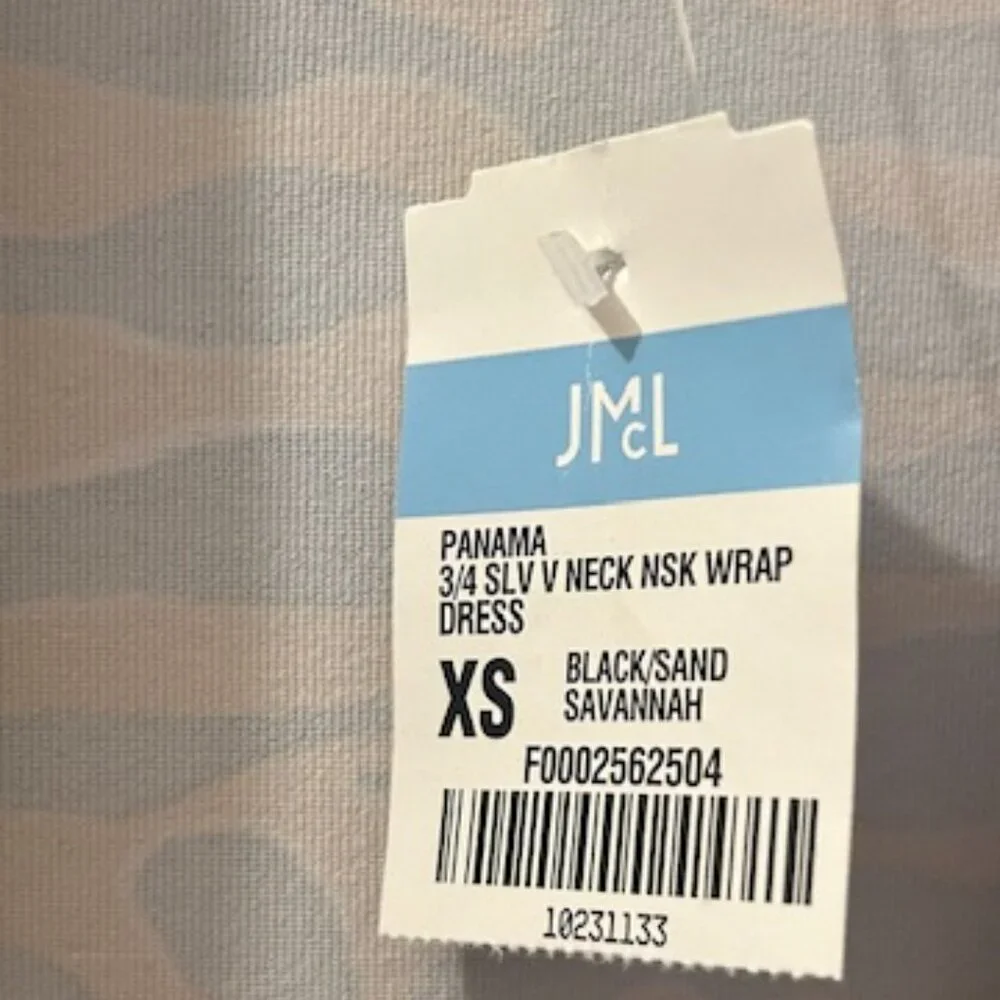 JMcL
PANAMA
3/4 SLV V NECK NSK WRAP
DRESS
XS
BLACK/SAND
SAVANNAH
F0002562504
10231133